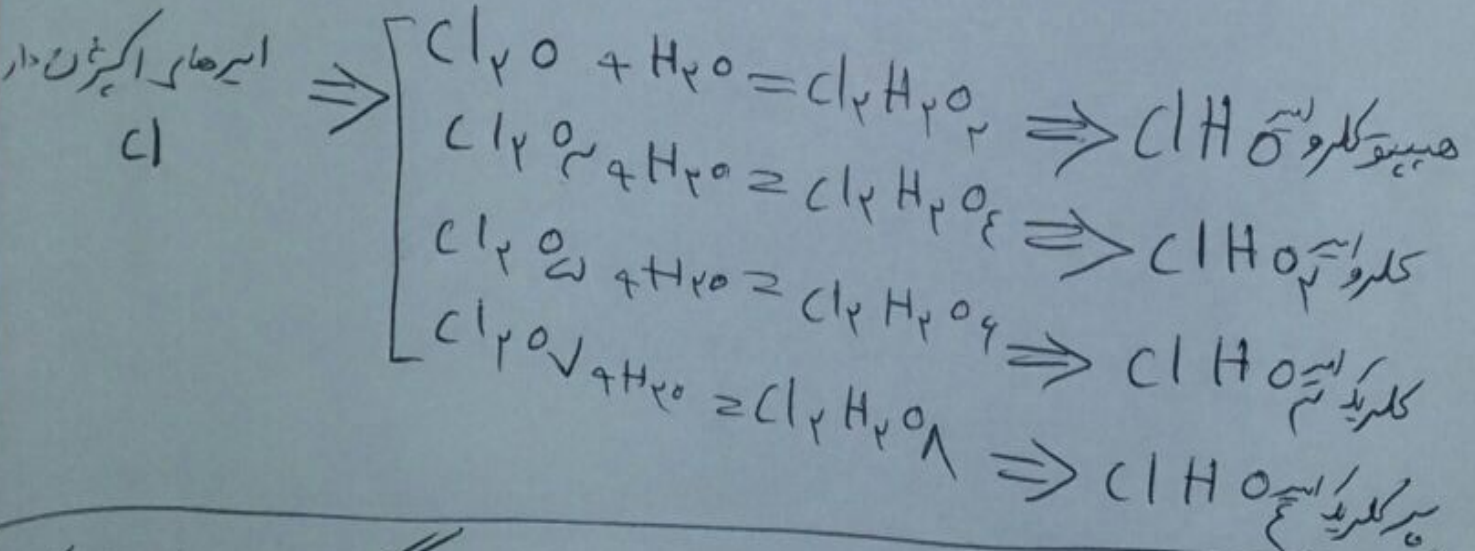 اسیدهای اکسیژن دار Cl ⇒
Cl۲O + H۲O = Cl۲H۲O۲ ⇒ ClHO هیپوکلرو اسید
Cl۲O۳ + H۲O = Cl۲H۲O۴ ⇒ ClHO۲ کلرو اسید
Cl۲O۵ + H۲O = Cl۲H۲O۶ ⇒ ClHO۳ کلریک اسید
Cl۲O۷ + H۲O = Cl۲H۲O۸ ⇒ ClHO۴ پرکلریک اسید